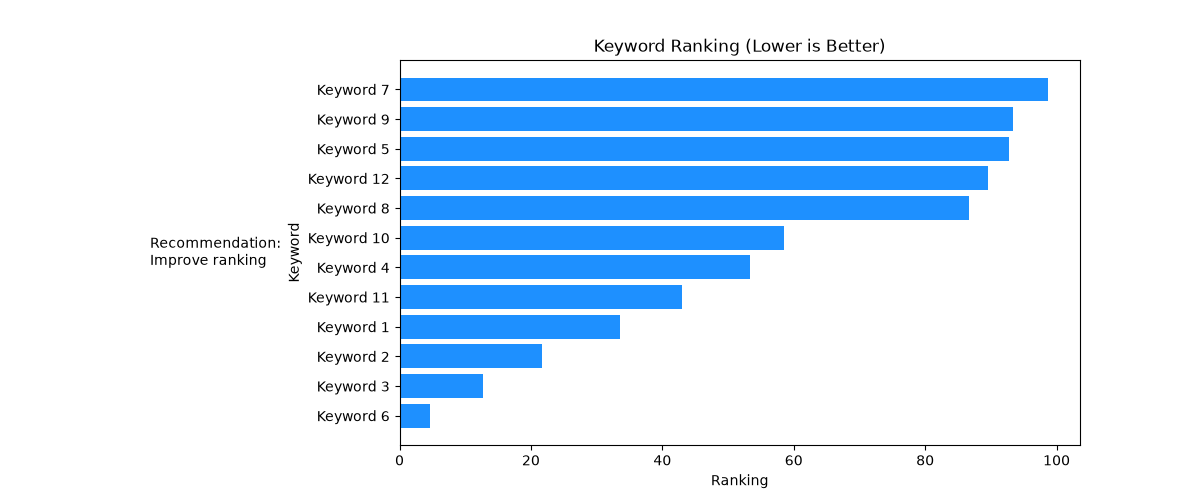 Keyword Ranking (Lower is Better)
Keyword 7
Keyword 9
Keyword 5
Keyword 12
Keyword 8
Keyword 10
Keyword 4
Keyword 11
Keyword 1
Keyword 2
Keyword 3
Keyword 6
Keyword
Recommendation:
Improve ranking
0 20 40 60 80 100
Ranking